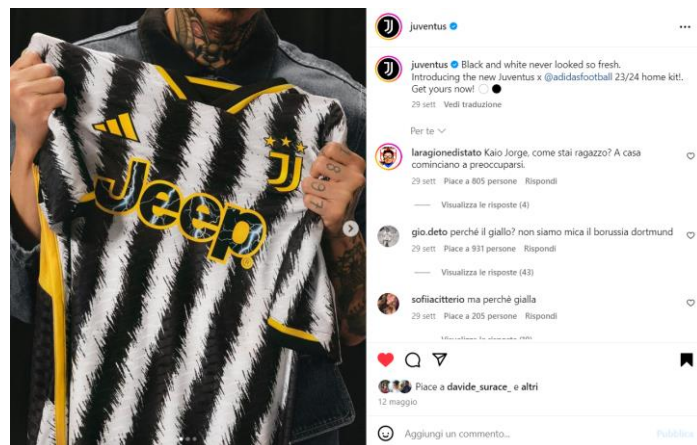 juventus
juventus Black and white never looked so fresh.
Introducing the new Juventus x @adidasfootball 23/24 home kit!.
Get yours now!
29 sett Vedi traduzione
Per te
laragionedistato Kaio Jorge, come stai ragazzo? A casa
cominciano a preoccuparsi.
29 sett Piace a 805 persone Rispondi
Visualizza le risposte (4)
gio.deto perché il giallo? non siamo mica il borussia dortmund
29 sett Piace a 931 persone Rispondi
Visualizza le risposte (43)
sofiiacitterio ma perché gialla
29 sett Piace a 205 persone Rispondi
Piace a davide_surace_ e altri
12 maggio
Aggiungi un commento...
Pubblica
Jeep